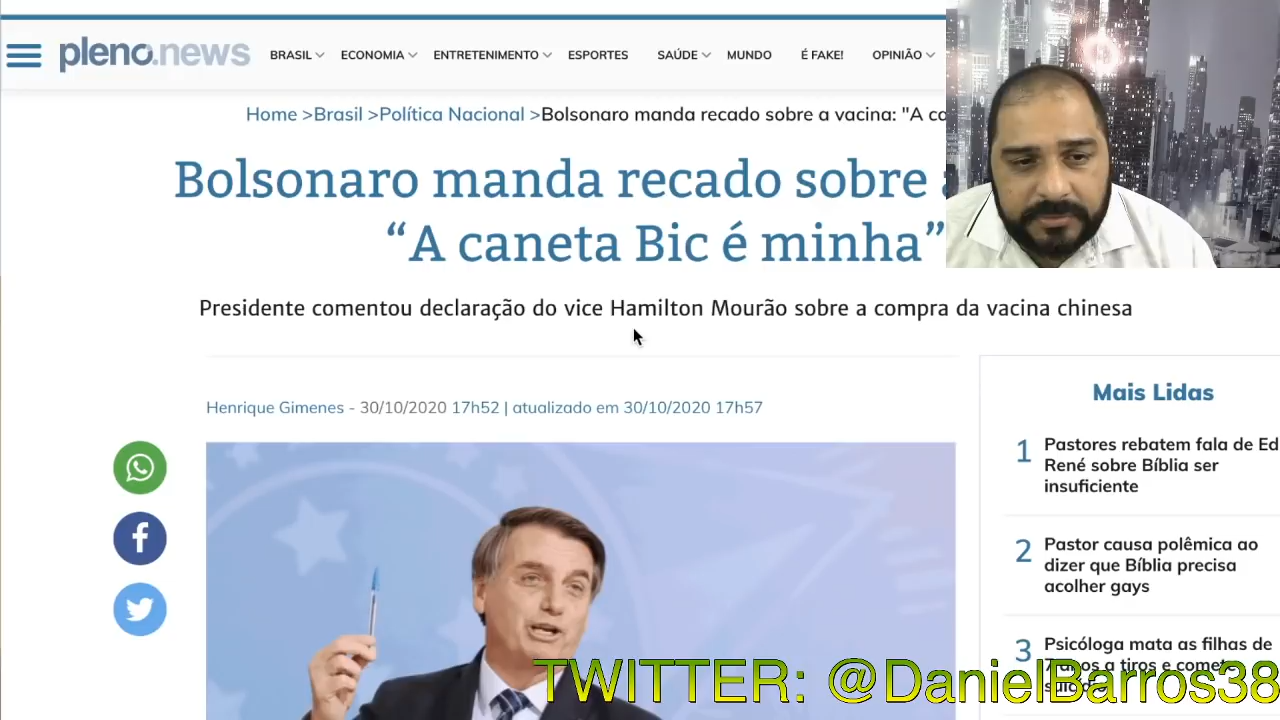 pleno.news
BRASIL ECONOMIA ENTRETENIMENTO ESPORTES SAÚDE MUNDO É FAKE! OPINIÃO
Home >Brasil >Política Nacional >Bolsonaro manda recado sobre a vacina: "A ca
Bolsonaro manda recado sobre
“A caneta Bic é minha”
Presidente comentou declaração do vice Hamilton Mourão sobre a compra da vacina chinesa
Henrique Gimenes - 30/10/2020 17h52 | atualizado em 30/10/2020 17h57
Mais Lidas
1 Pastores rebatem fala de Ed
René sobre Bíblia ser
insuficiente
2 Pastor causa polêmica ao
dizer que Bíblia precisa
acolher gays
3 Psicóloga mata as filhas de
7 anos a tiros e comete
TWITTER: @DanielBarros38